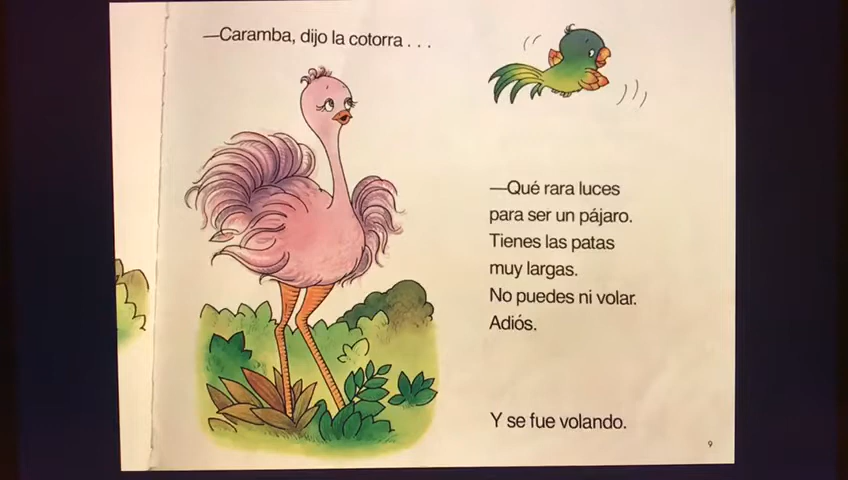 —Caramba, dijo la cotorra . . .
—Qué rara luces
para ser un pájaro.
Tienes las patas
muy largas.
No puedes ni volar.
Adiós.
Y se fue volando.
9